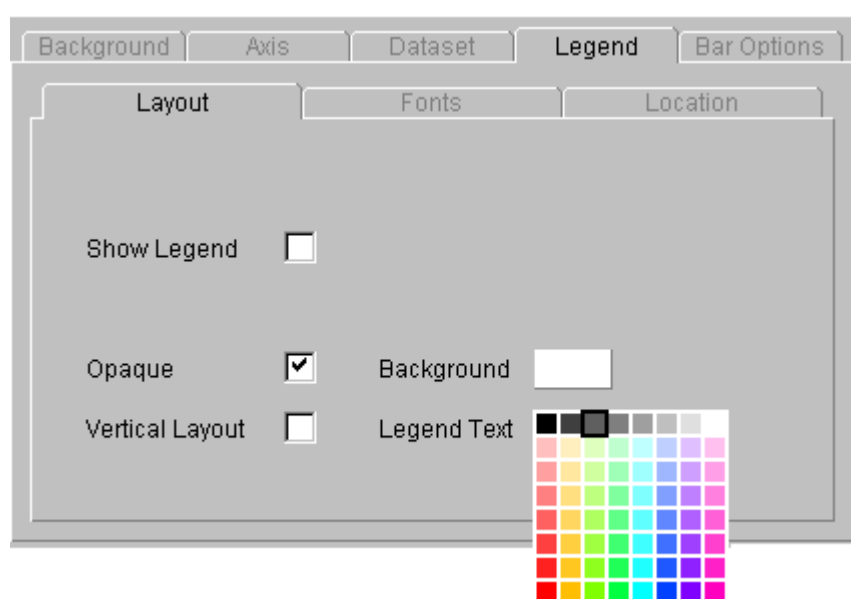 Background Axis Dataset Legend Bar Options
Layout Fonts Location
Show Legend
Opaque Background
Vertical Layout Legend Text